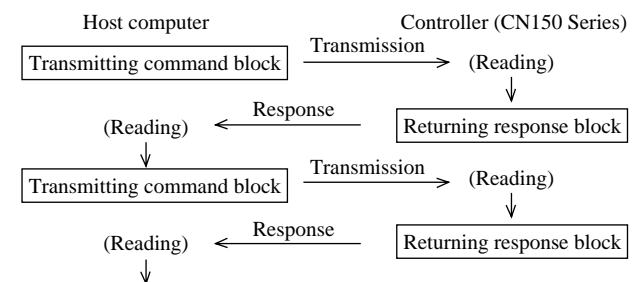 Host computer Controller (CN150 Series)
Transmitting command block Transmission (Reading)
(Reading) Response Returning response block
Transmitting command block Transmission (Reading)
(Reading) Response Returning response block